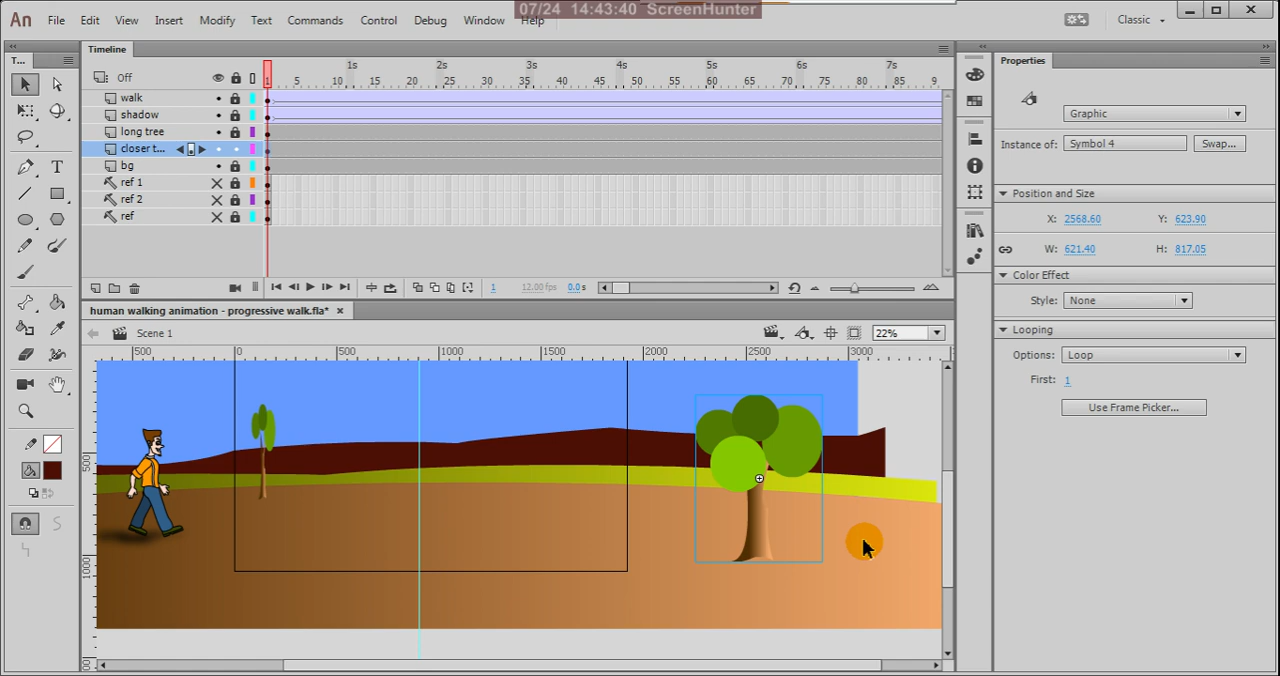 07/24 14:43:40 ScreenHunter
An File Edit View Insert Modify Text Commands Control Debug Window Help Classic
T... Timeline Properties
Off 1s 2s 3s 4s 5s 6s 7s
1 5 10 15 20 25 30 35 40 45 50 55 60 65 70 75 80 85 9
walk
shadow
long tree
closer t...
bg
ref 1
ref 2
ref
1 12.00 fps 0.0 s
Graphic
Instance of: Symbol 4 Swap...
Position and Size
X: 2568.60 Y: 623.90
W: 621.40 H: 817.05
Color Effect
Style: None
Looping
Options: Loop
First: 1
Use Frame Picker...
human walking animation - progressive walk.fla*
Scene 1 22%
500 0 500 1000 1500 2000 2500 3000
500
1000
T
S